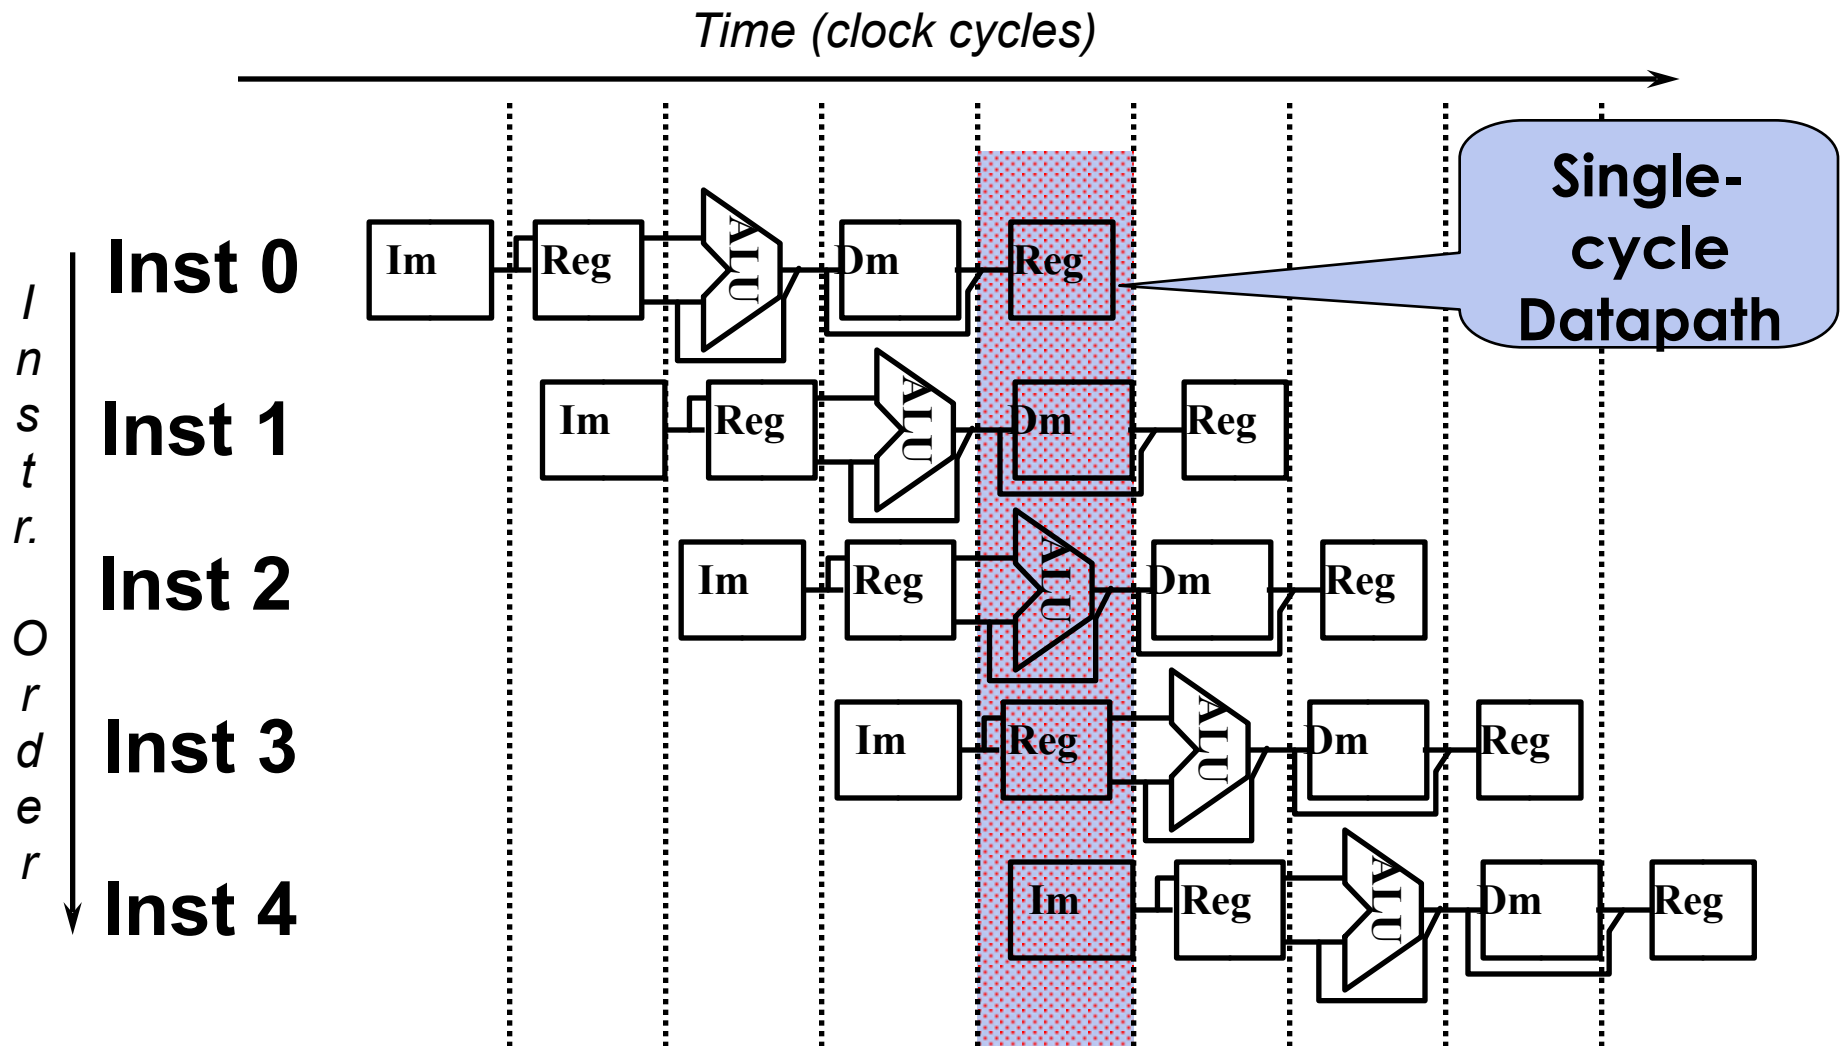 Time (clock cycles)
Single-
cycle
Datapath
Instr. Order
Inst 0
Im
Reg
ALU
Dm
Reg
Inst 1
Im
Reg
ALU
Dm
Reg
Inst 2
Im
Reg
ALU
Dm
Reg
Inst 3
Im
Reg
ALU
Dm
Reg
Inst 4
Im
Reg
ALU
Dm
Reg